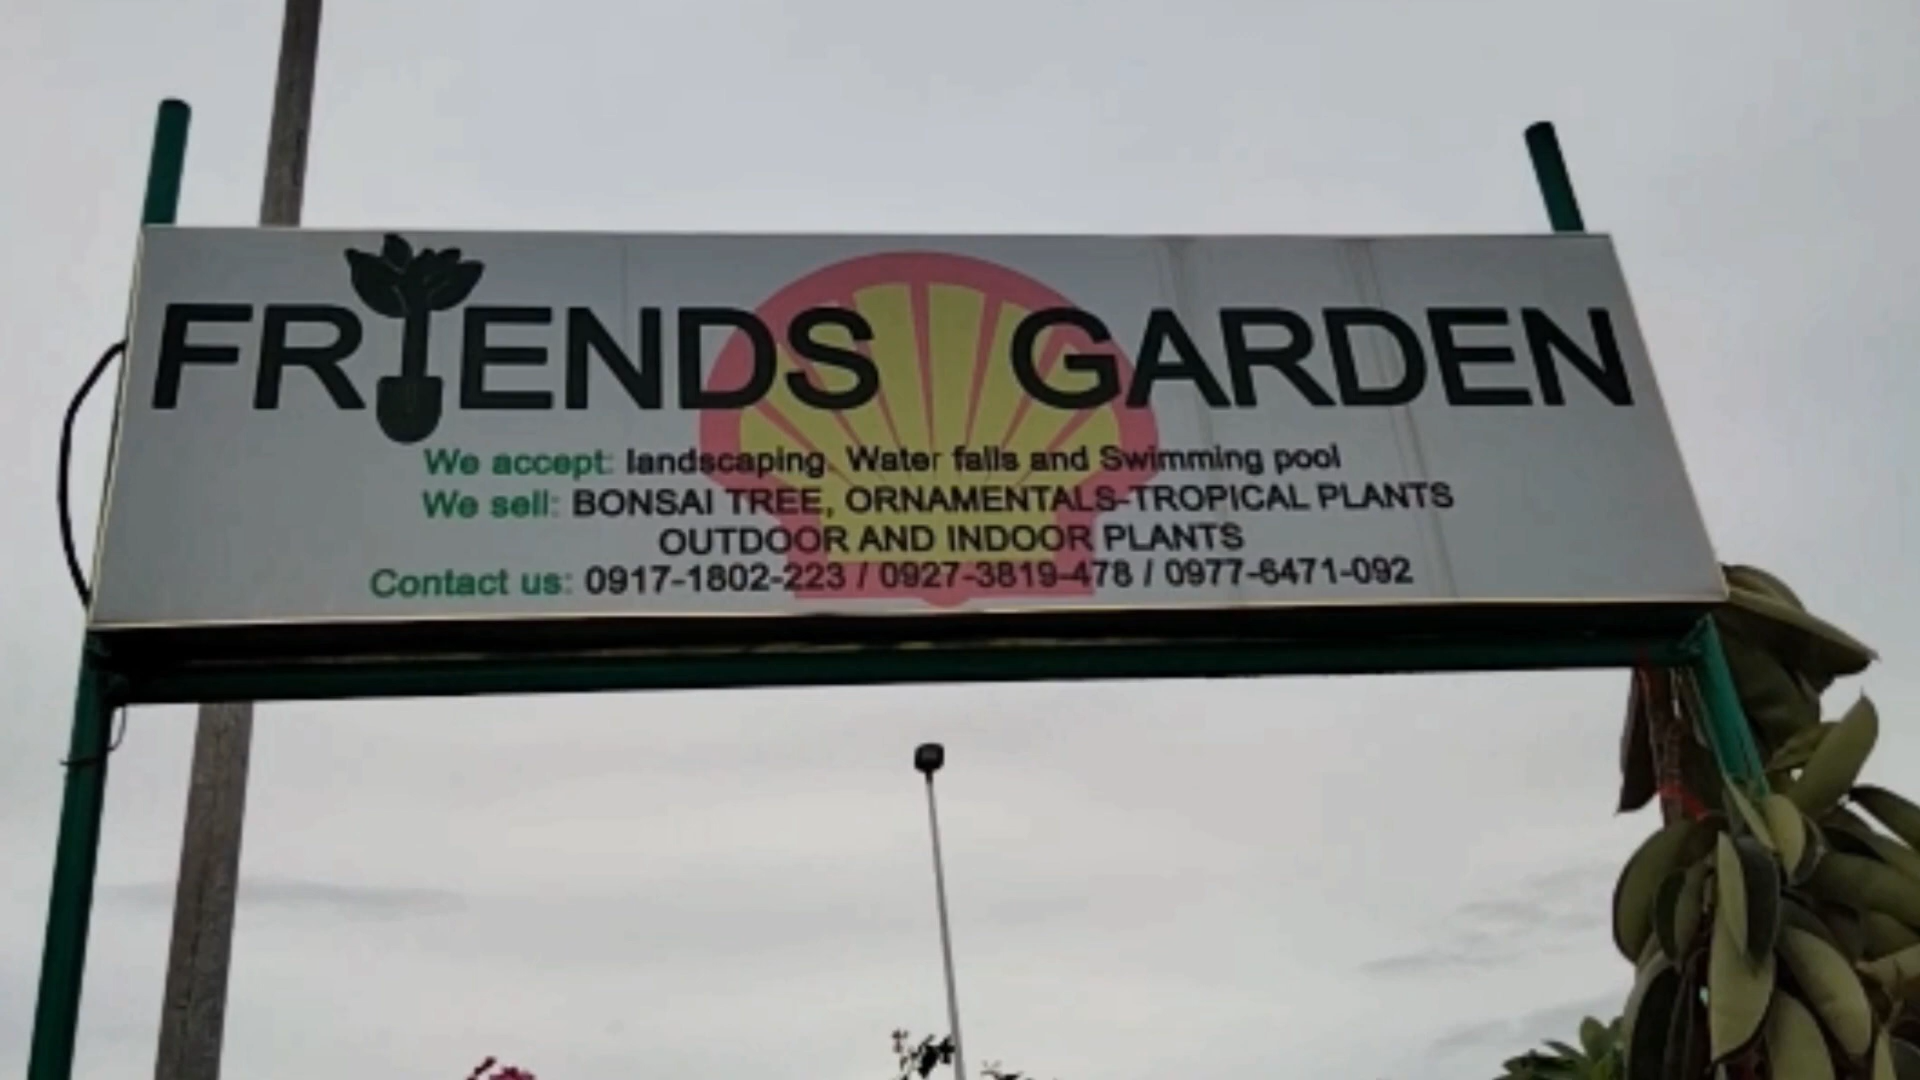 FRIENDS GARDEN
We accept: landscaping, Water falls and Swimming pool
We sell: BONSAI TREE, ORNAMENTALS-TROPICAL PLANTS
OUTDOOR AND INDOOR PLANTS
Contact us: 0917-1802-223 / 0927-3819-478 / 0977-6471-092